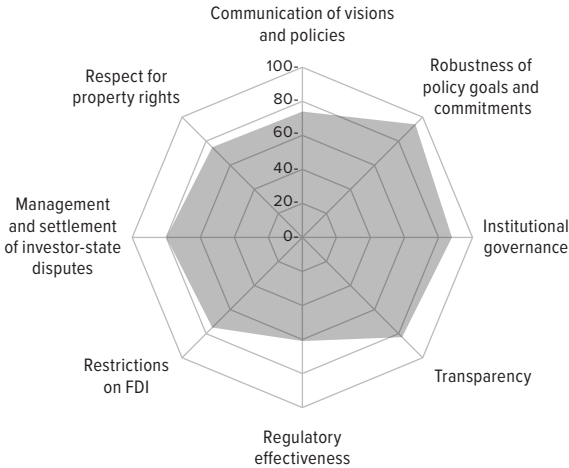 Communication of visions
and policies
Robustness of
policy goals and
commitments
Institutional
governance
Transparency
Regulatory
effectiveness
Restrictions
on FDI
Management
and settlement
of investor-state
disputes
Respect for
property rights
100-
80-
60-
40-
20-
0-